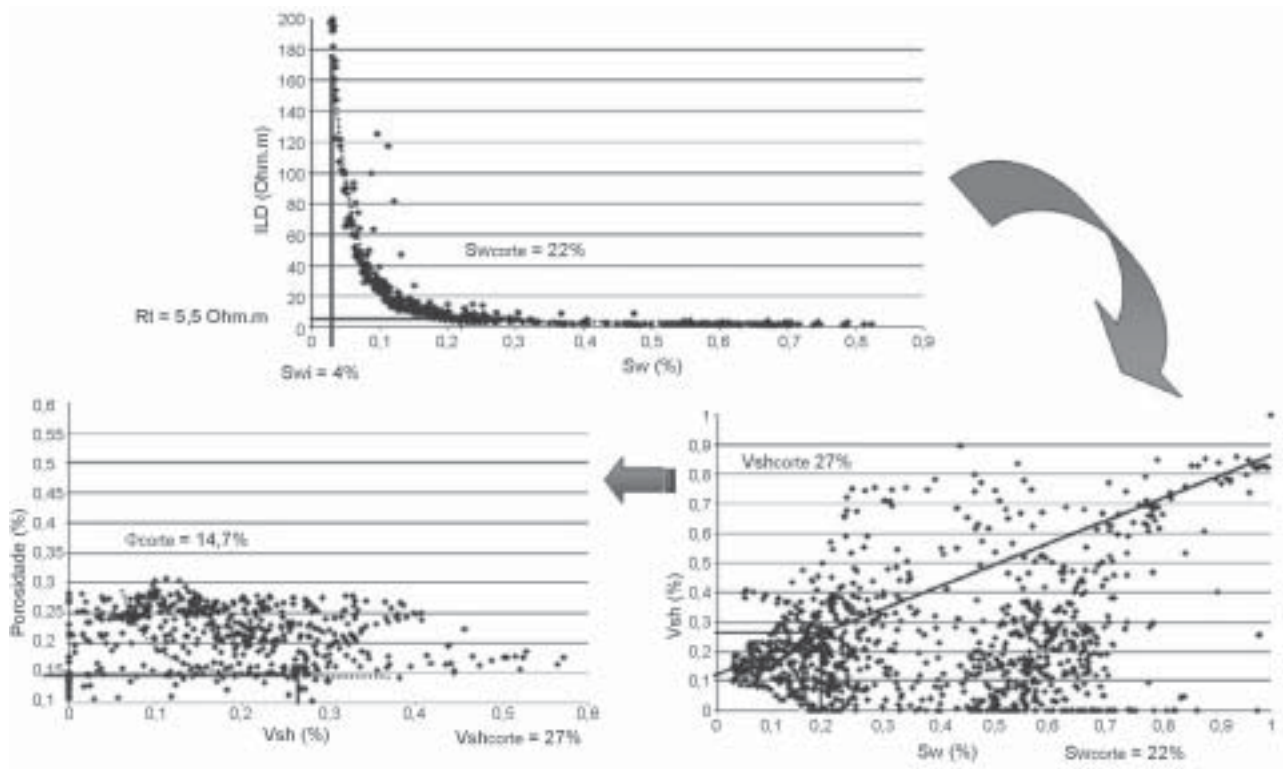 200
180
160
140
120
100
80
60
40
20
0
ILD (Ohm.m)
Swcorte = 22%
Rt = 5,5 Ohm.m
0 0,1 0,2 0,3 0,4 0,5 0,6 0,7 0,8 0,9
Swi = 4%
Sw (%)
0,6
0,55
0,5
0,45
0,4
0,35
0,3
0,25
0,2
0,15
0,1
Porosidade (%)
Φcorte = 14,7%
0 0,1 0,2 0,3 0,4 0,5 0,6
Vsh (%)
Vshcorte = 27%
1
0,9
0,8
0,7
0,6
0,5
0,4
0,3
0,2
0,1
0
Vsh (%)
Vshcorte 27%
0 0,1 0,2 0,3 0,4 0,5 0,6 0,7 0,8 0,9 1
Sw (%)
Swcorte = 22%